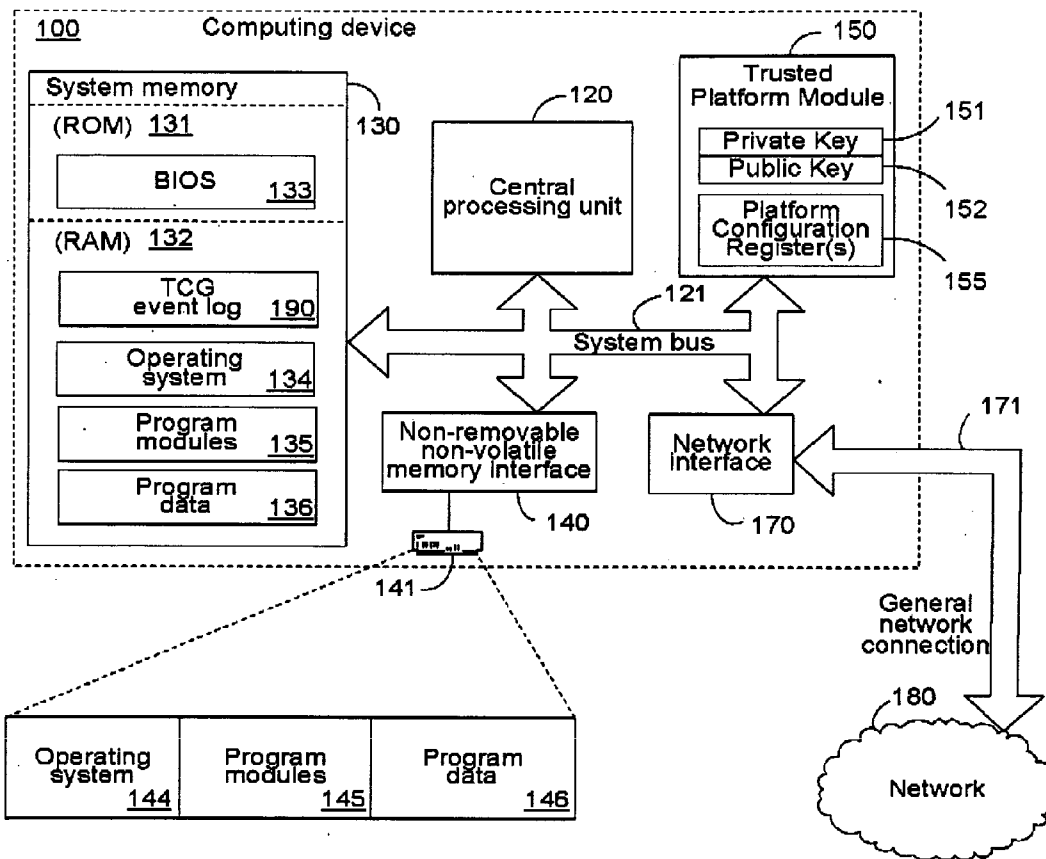 100 Computing device
System memory
130
(ROM) 131
BIOS 133
(RAM) 132
TCG
event log 190
Operating
system 134
Program
modules 135
Program
data 136
120
Central
processing unit
150
Trusted
Platform Module
Private Key
151
Public Key
152
Platform
Configuration
Register(s)
155
121
System bus
Non-removable
non-volatile
memory interface
140
141
Network
interface
170
171
General
network
connection
180
Network
Operating
system 144
Program
modules 145
Program
data 146